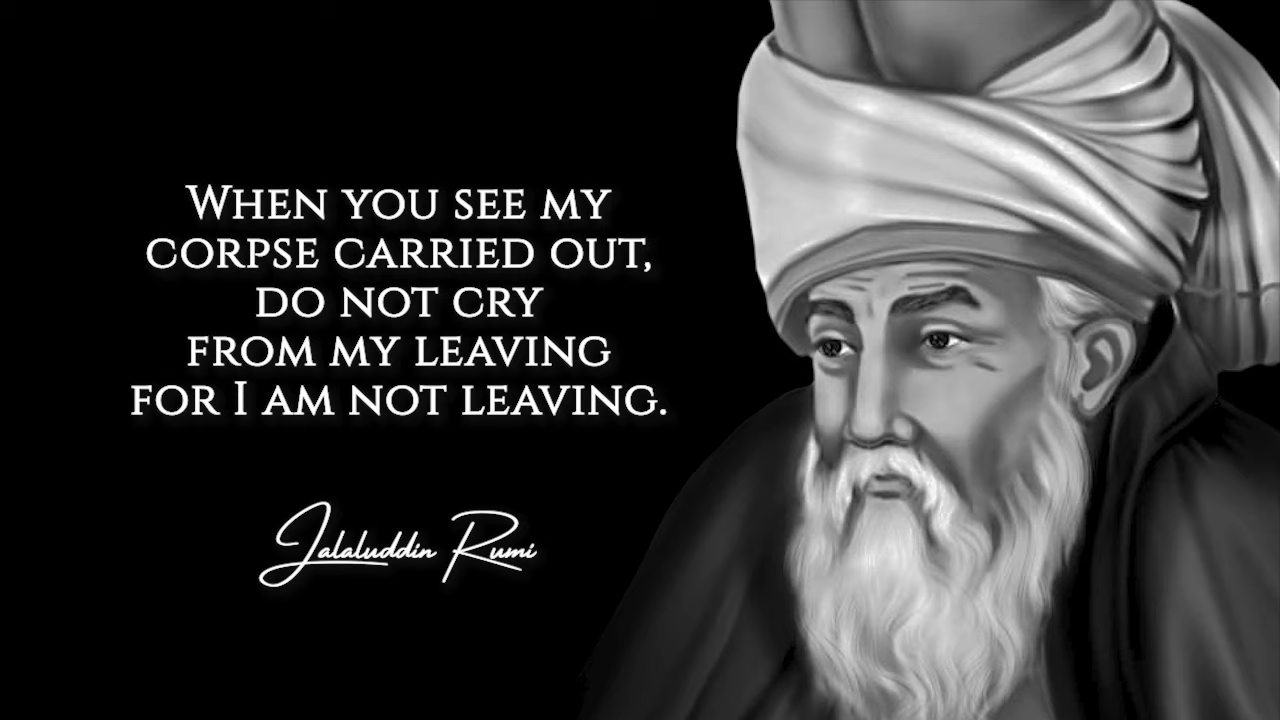 When you see my
corpse carried out,
do not cry
from my leaving
for I am not leaving.
Jalaluddin Rumi